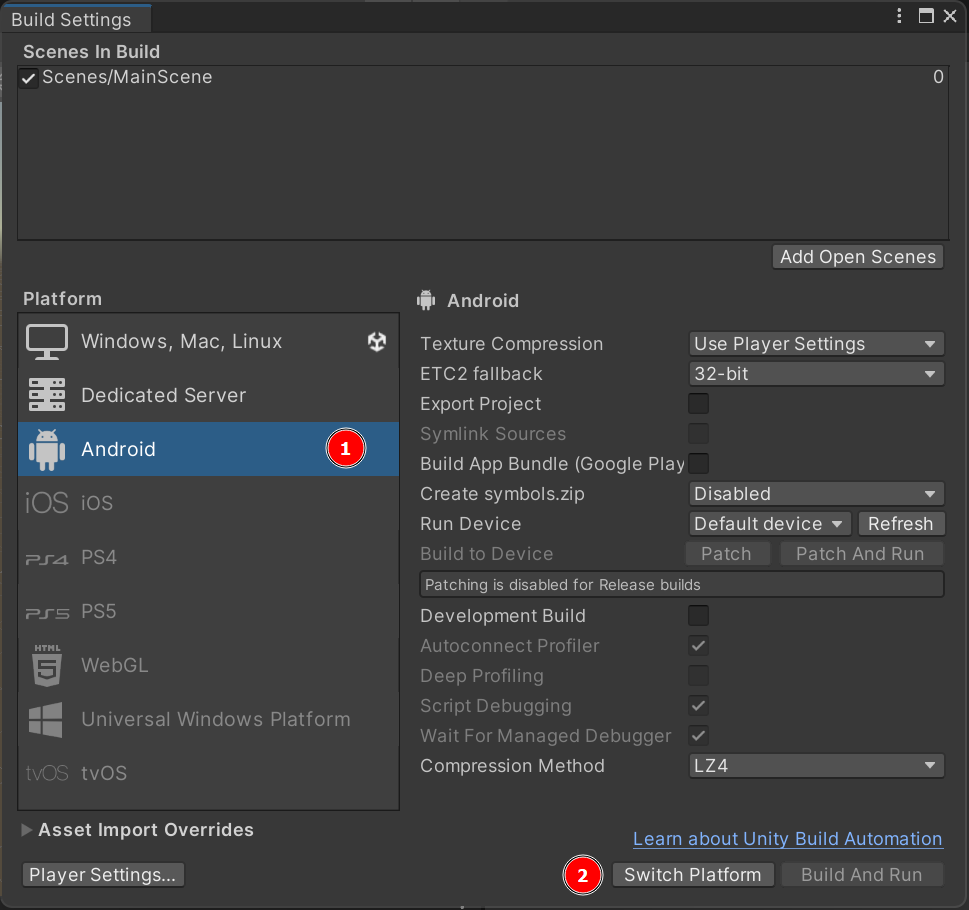 Build Settings
Scenes In Build
Scenes/MainScene 0
Add Open Scenes
Platform
Windows, Mac, Linux
Dedicated Server
Android 1
iOS iOS
PS4 PS4
PS5 PS5
HTML 5 WebGL
Universal Windows Platform
tvOS tvOS
Android
Texture Compression Use Player Settings
ETC2 fallback 32-bit
Export Project
Symlink Sources
Build App Bundle (Google Play
Create symbols.zip Disabled
Run Device Default device Refresh
Build to Device Patch Patch And Run
Patching is disabled for Release builds
Development Build
Autoconnect Profiler
Deep Profiling
Script Debugging
Wait For Managed Debugger
Compression Method LZ4
Asset Import Overrides
Learn about Unity Build Automation
Player Settings... 2 Switch Platform Build And Run